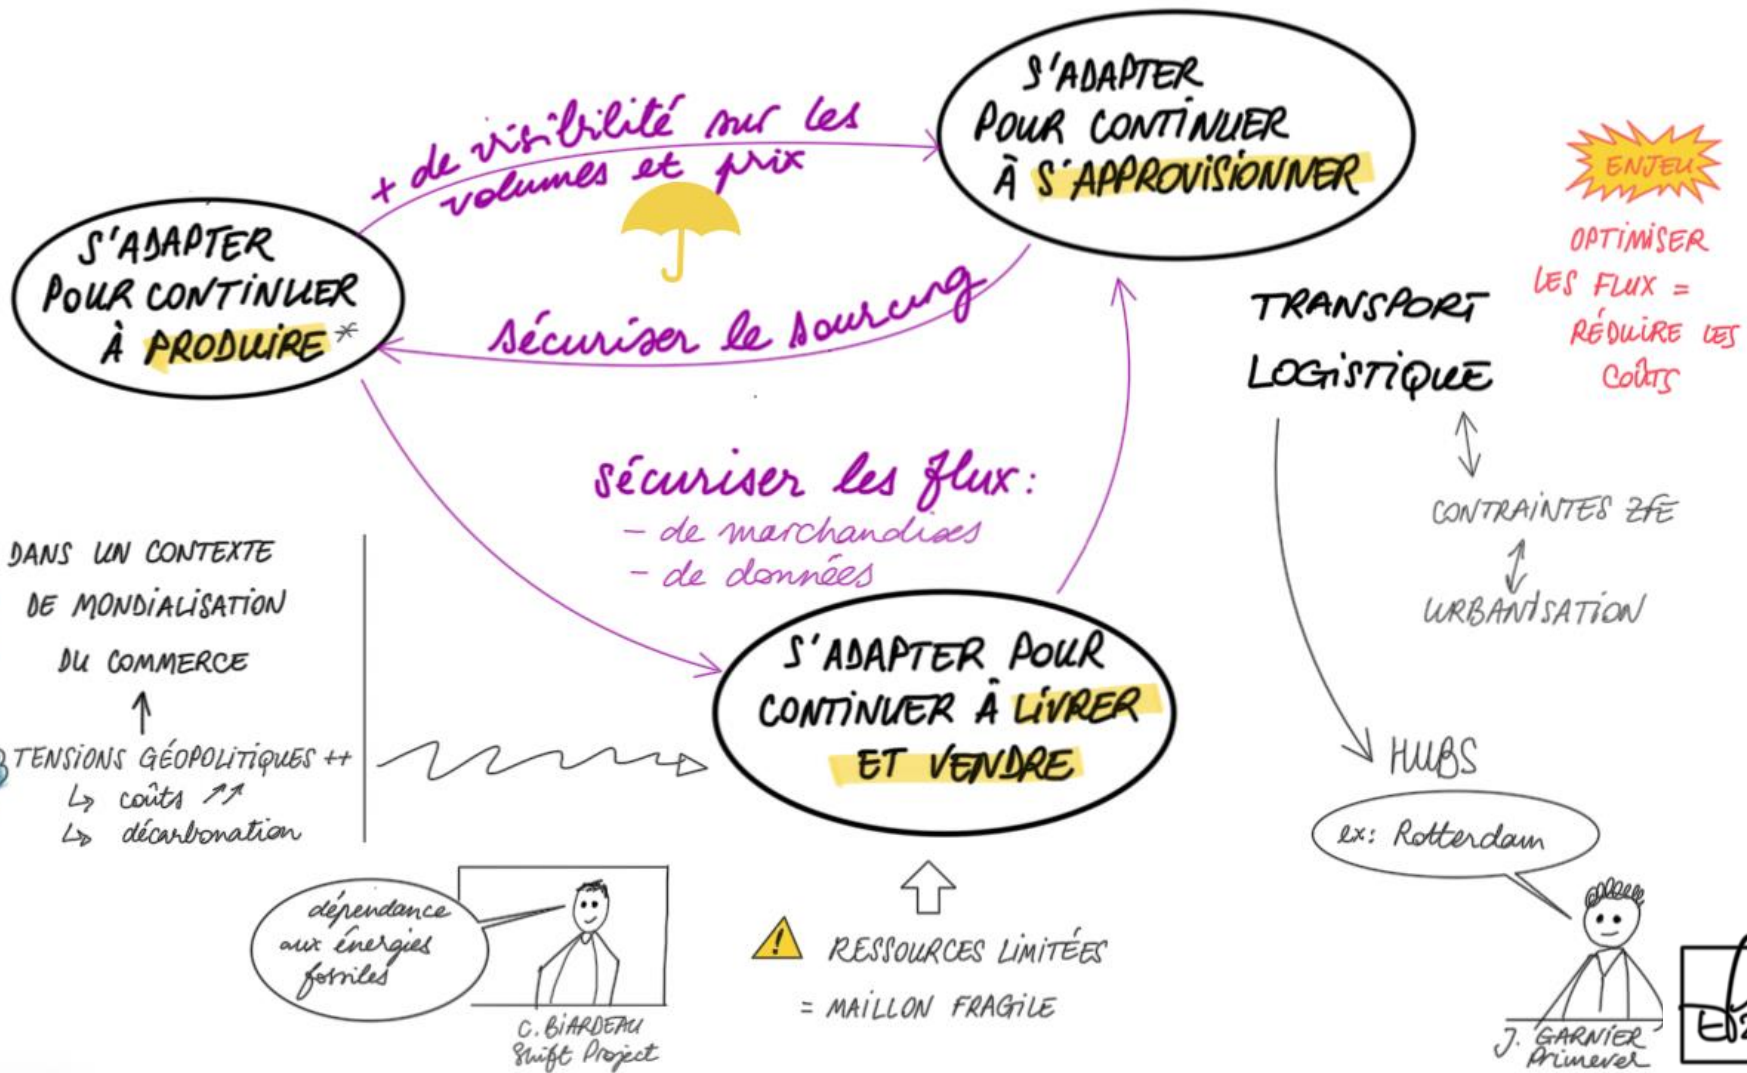 S'ADAPTER
POUR CONTINUER
À S'APPROVISIONNER
+ de visibilité sur les
volumes et prix
ENJEU
OPTIMISER
LES FLUX =
RÉDUIRE LES
COÛTS
S'ADAPTER
POUR CONTINUER
À PRODUIRE*
sécuriser le sourcing
TRANSPORT
LOGISTIQUE
CONTRAINTES ZFE
URBANISATION
sécuriser les flux :
- de marchandises
- de données
DANS UN CONTEXTE
DE MONDIALISATION
DU COMMERCE
TENSIONS GÉOPOLITIQUES ++
↳ coûts ↗↗
↳ décarbonation
S'ADAPTER POUR
CONTINUER À LIVRER
ET VENDRE
HUBS
ex: Rotterdam
dépendance
aux énergies
fossiles
C. BIARDEAU
Shift Project
! RESSOURCES LIMITÉES
= MAILLON FRAGILE
J. GARNIER
Primever